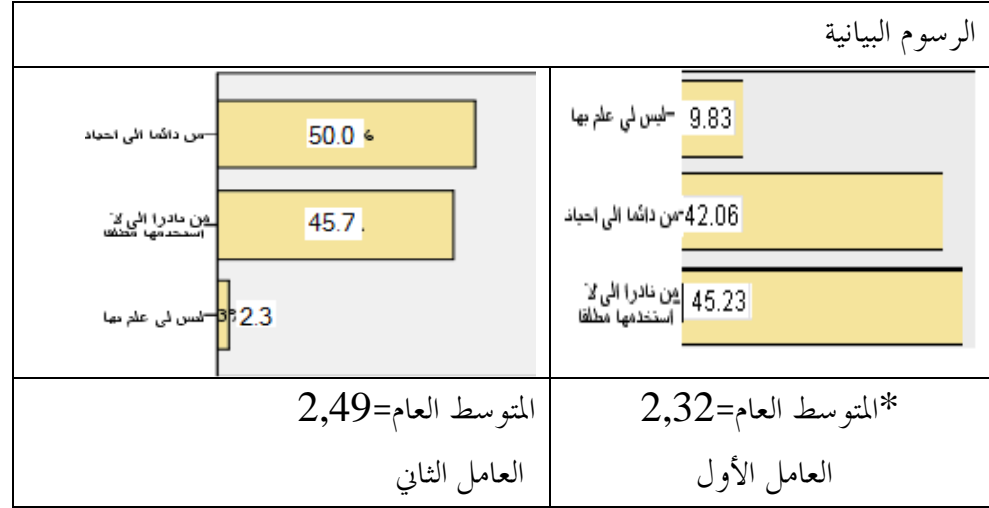 الرسوم البيانية
ليس لي علم بها
9.83
من دائما الى احيانا
42.06
من نادرا الى لا
استخدمها مطلقا
45.23
من دائما الى احيانا
50.0
من نادرا الى لا
استخدمها مطلقا
45.7.
ليس لي علم بها
2.3
*المتوسط العام=2,32
العامل الأول
المتوسط العام=2,49
العامل الثاني